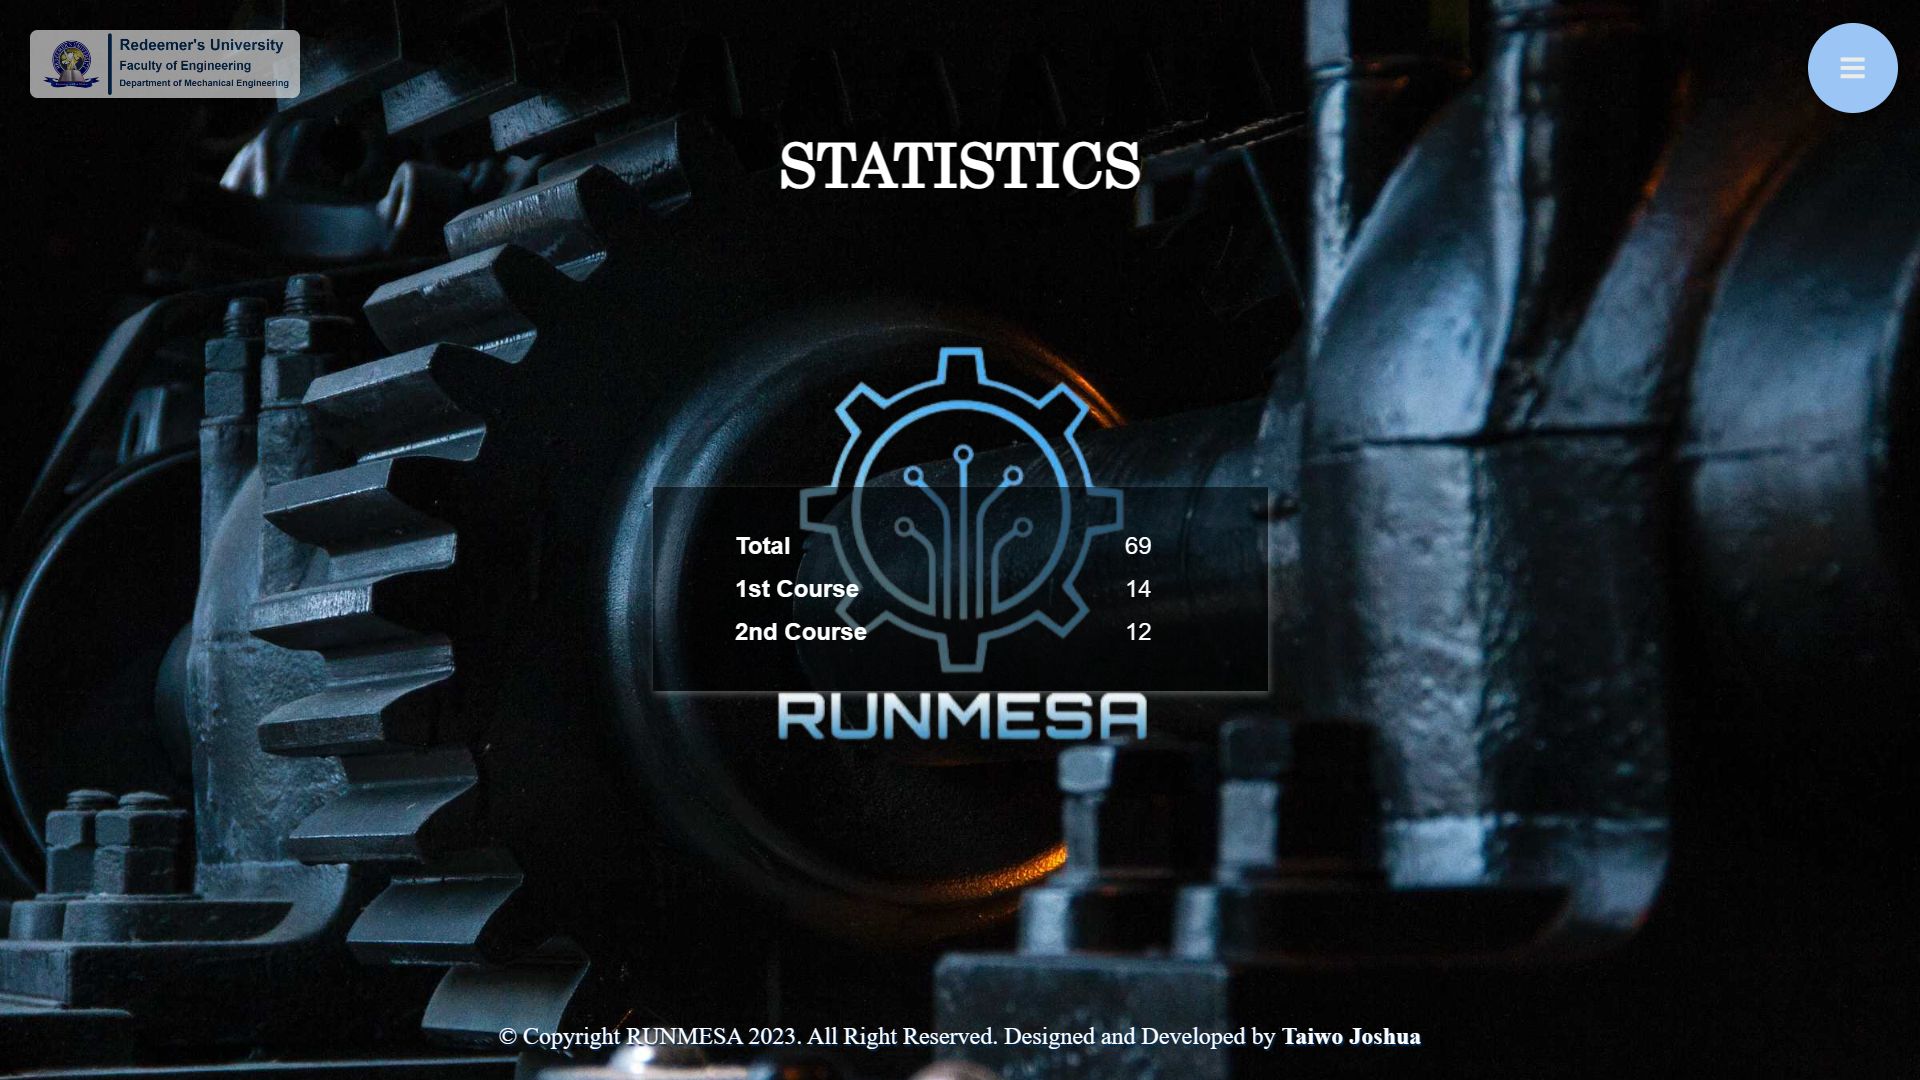 Redeemer's University
Faculty of Engineering
Department of Mechanical Engineering
STATISTICS
Total 69
1st Course 14
2nd Course 12
RUNMESA
© Copyright RUNMESA 2023. All Right Reserved. Designed and Developed by Taiwo Joshua